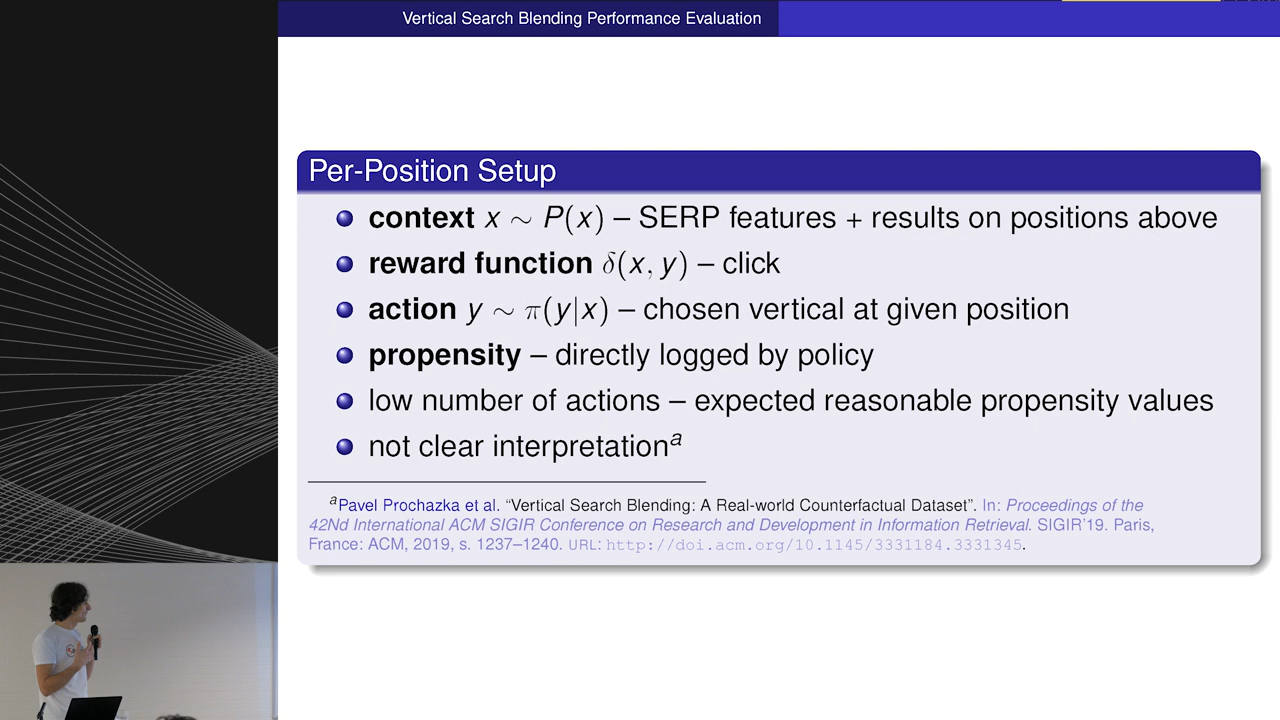 Vertical Search Blending Performance Evaluation
Per-Position Setup
context x ∼ P(x) – SERP features + results on positions above
reward function δ(x, y) – click
action y ∼ π(y|x) – chosen vertical at given position
propensity – directly logged by policy
low number of actions – expected reasonable propensity values
not clear interpretationᵃ
ᵃPavel Prochazka et al. “Vertical Search Blending: A Real-world Counterfactual Dataset”. In: Proceedings of the
42Nd International ACM SIGIR Conference on Research and Development in Information Retrieval. SIGIR’19. Paris,
France: ACM, 2019, s. 1237–1240. URL: http://doi.acm.org/10.1145/3331184.3331345.